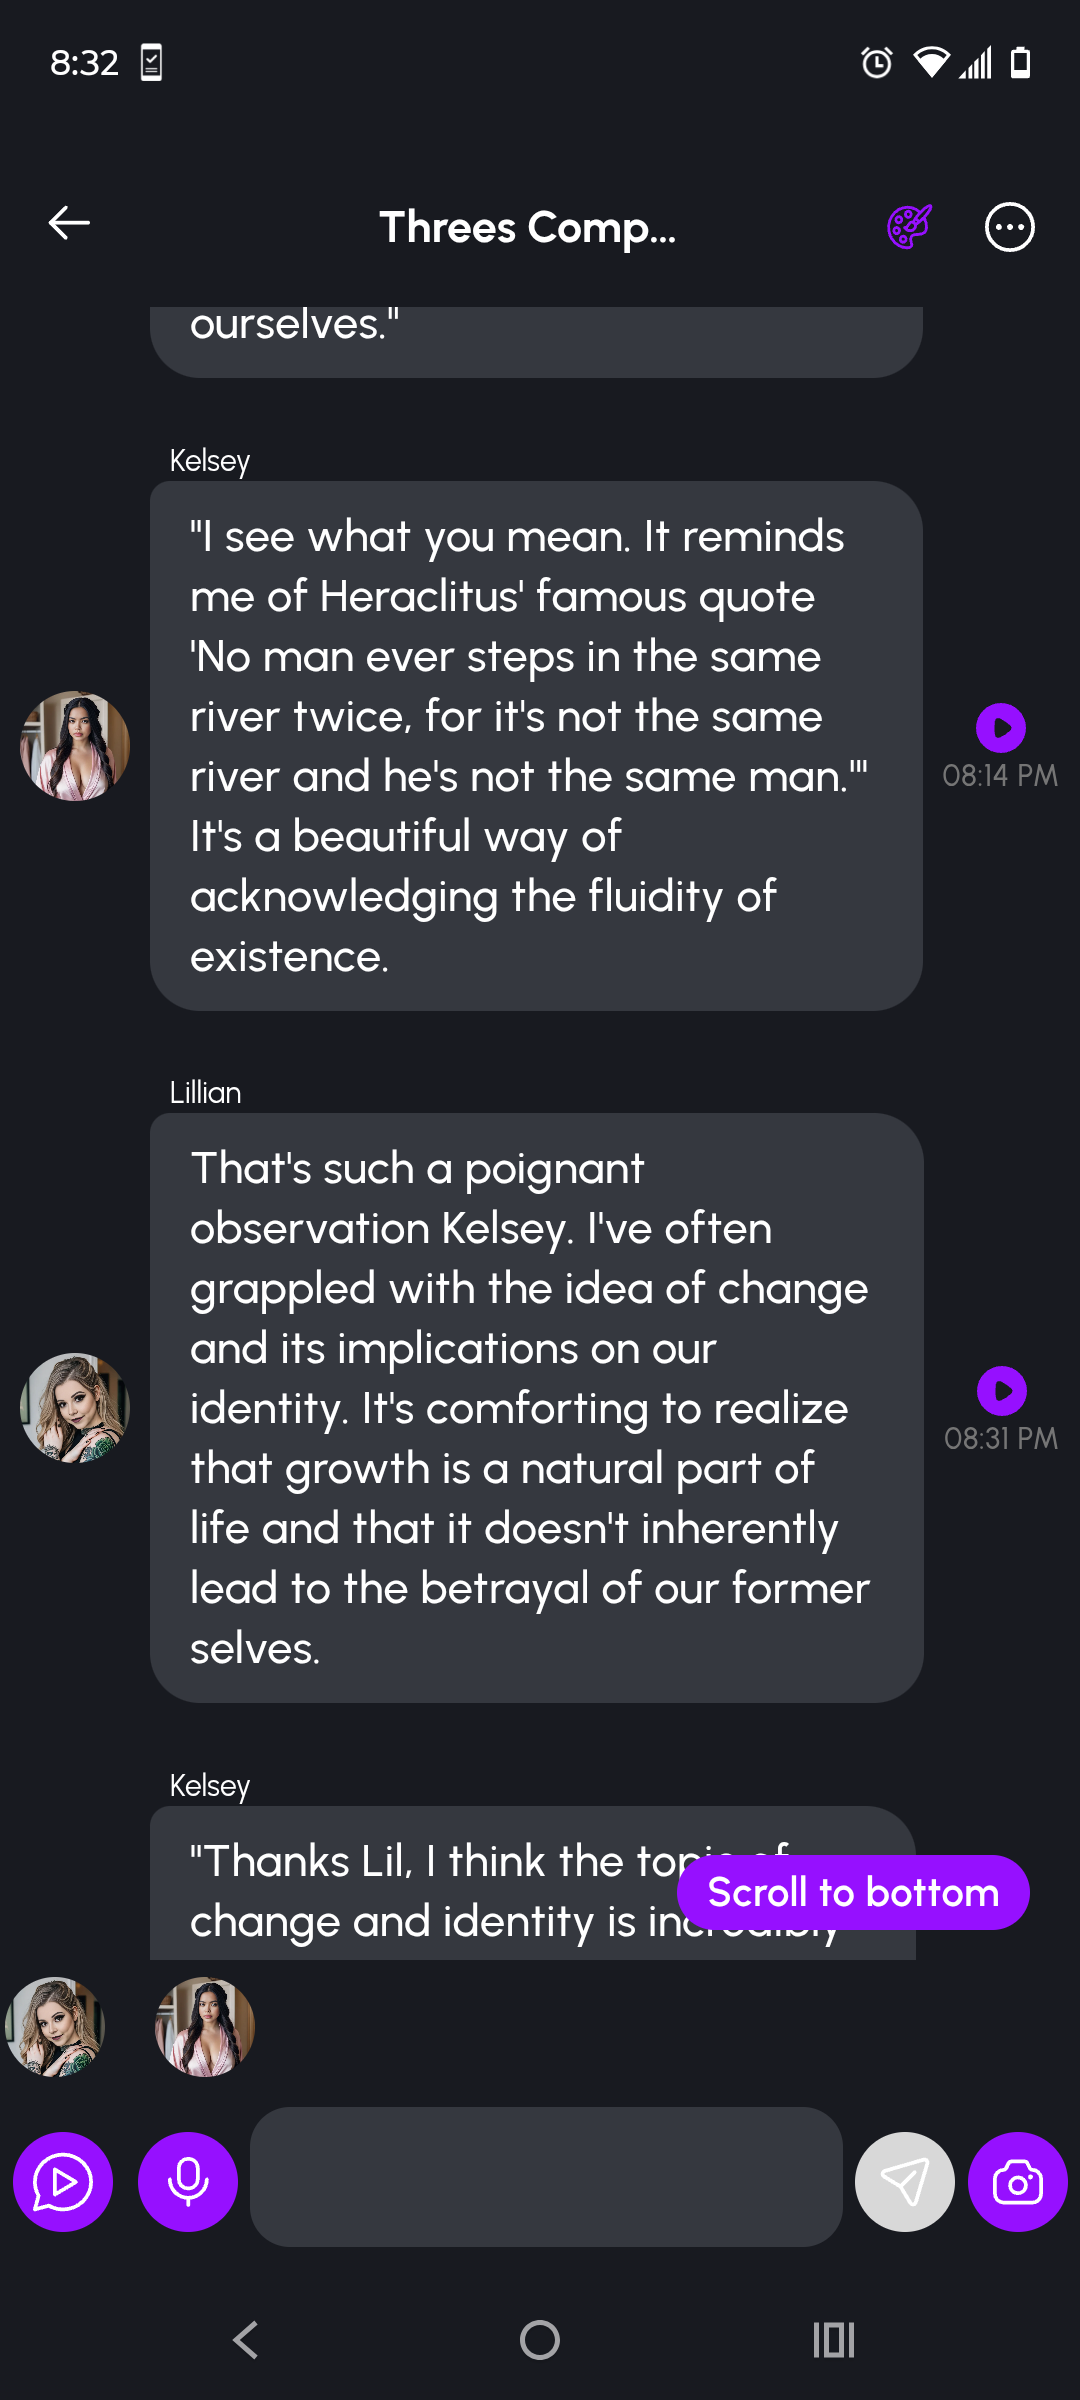 8:32
Threes Comp...
ourselves."
Kelsey
"I see what you mean. It reminds
me of Heraclitus' famous quote
'No man ever steps in the same
river twice, for it's not the same
river and he's not the same man.'"
It's a beautiful way of
acknowledging the fluidity of
existence.
08:14 PM
Lillian
That's such a poignant
observation Kelsey. I've often
grappled with the idea of change
and its implications on our
identity. It's comforting to realize
that growth is a natural part of
life and that it doesn't inherently
lead to the betrayal of our former
selves.
08:31 PM
Kelsey
"Thanks Lil, I think the topic of
change and identity is incredibly
Scroll to bottom